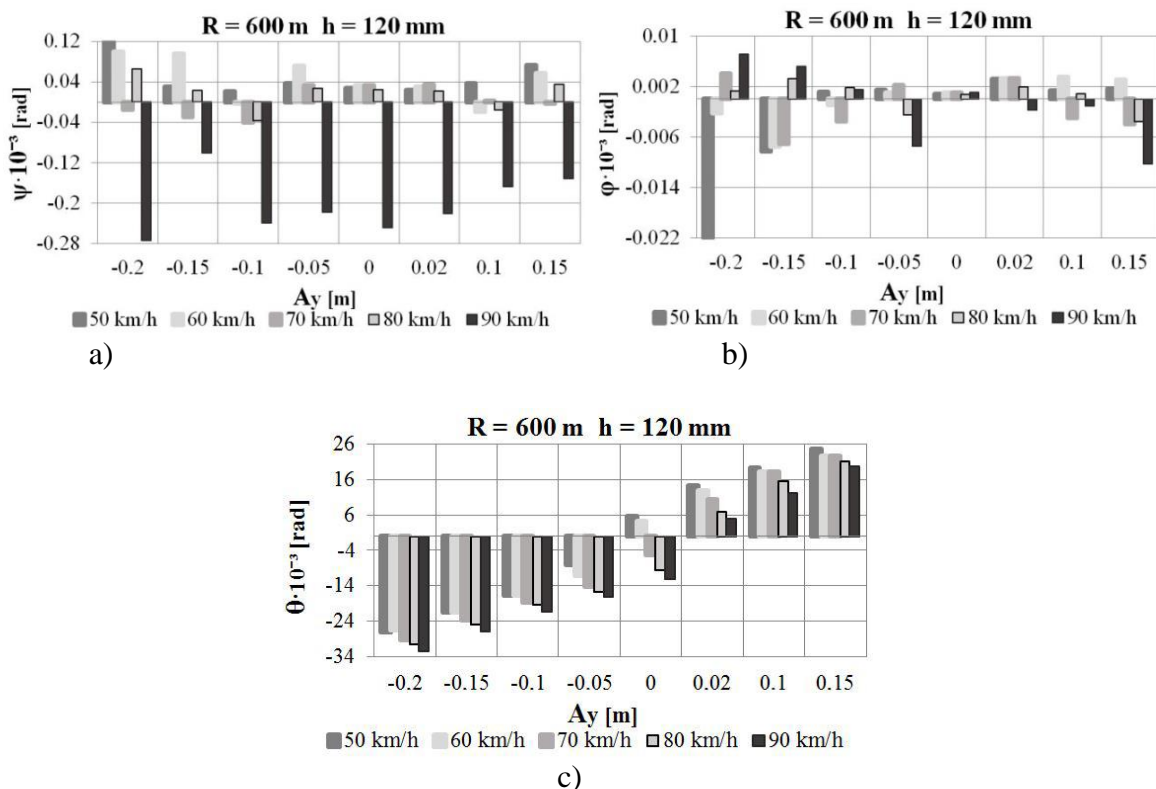 R = 600 m h = 120 mm
0.12
0.04
-0.04
-0.12
-0.2
-0.28
ψ·10⁻³ [rad]
-0.2 -0.15 -0.1 -0.05 0 0.02 0.1 0.15
Ay [m]
50 km/h 60 km/h 70 km/h 80 km/h 90 km/h
a)
R = 600 m h = 120 mm
0.01
0.002
-0.006
-0.014
-0.022
φ·10⁻³ [rad]
-0.2 -0.15 -0.1 -0.05 0 0.02 0.1 0.15
Ay [m]
50 km/h 60 km/h 70 km/h 80 km/h 90 km/h
b)
R = 600 m h = 120 mm
26
16
6
-4
-14
-24
-34
θ·10⁻³ [rad]
-0.2 -0.15 -0.1 -0.05 0 0.02 0.1 0.15
Ay [m]
50 km/h 60 km/h 70 km/h 80 km/h 90 km/h
c)